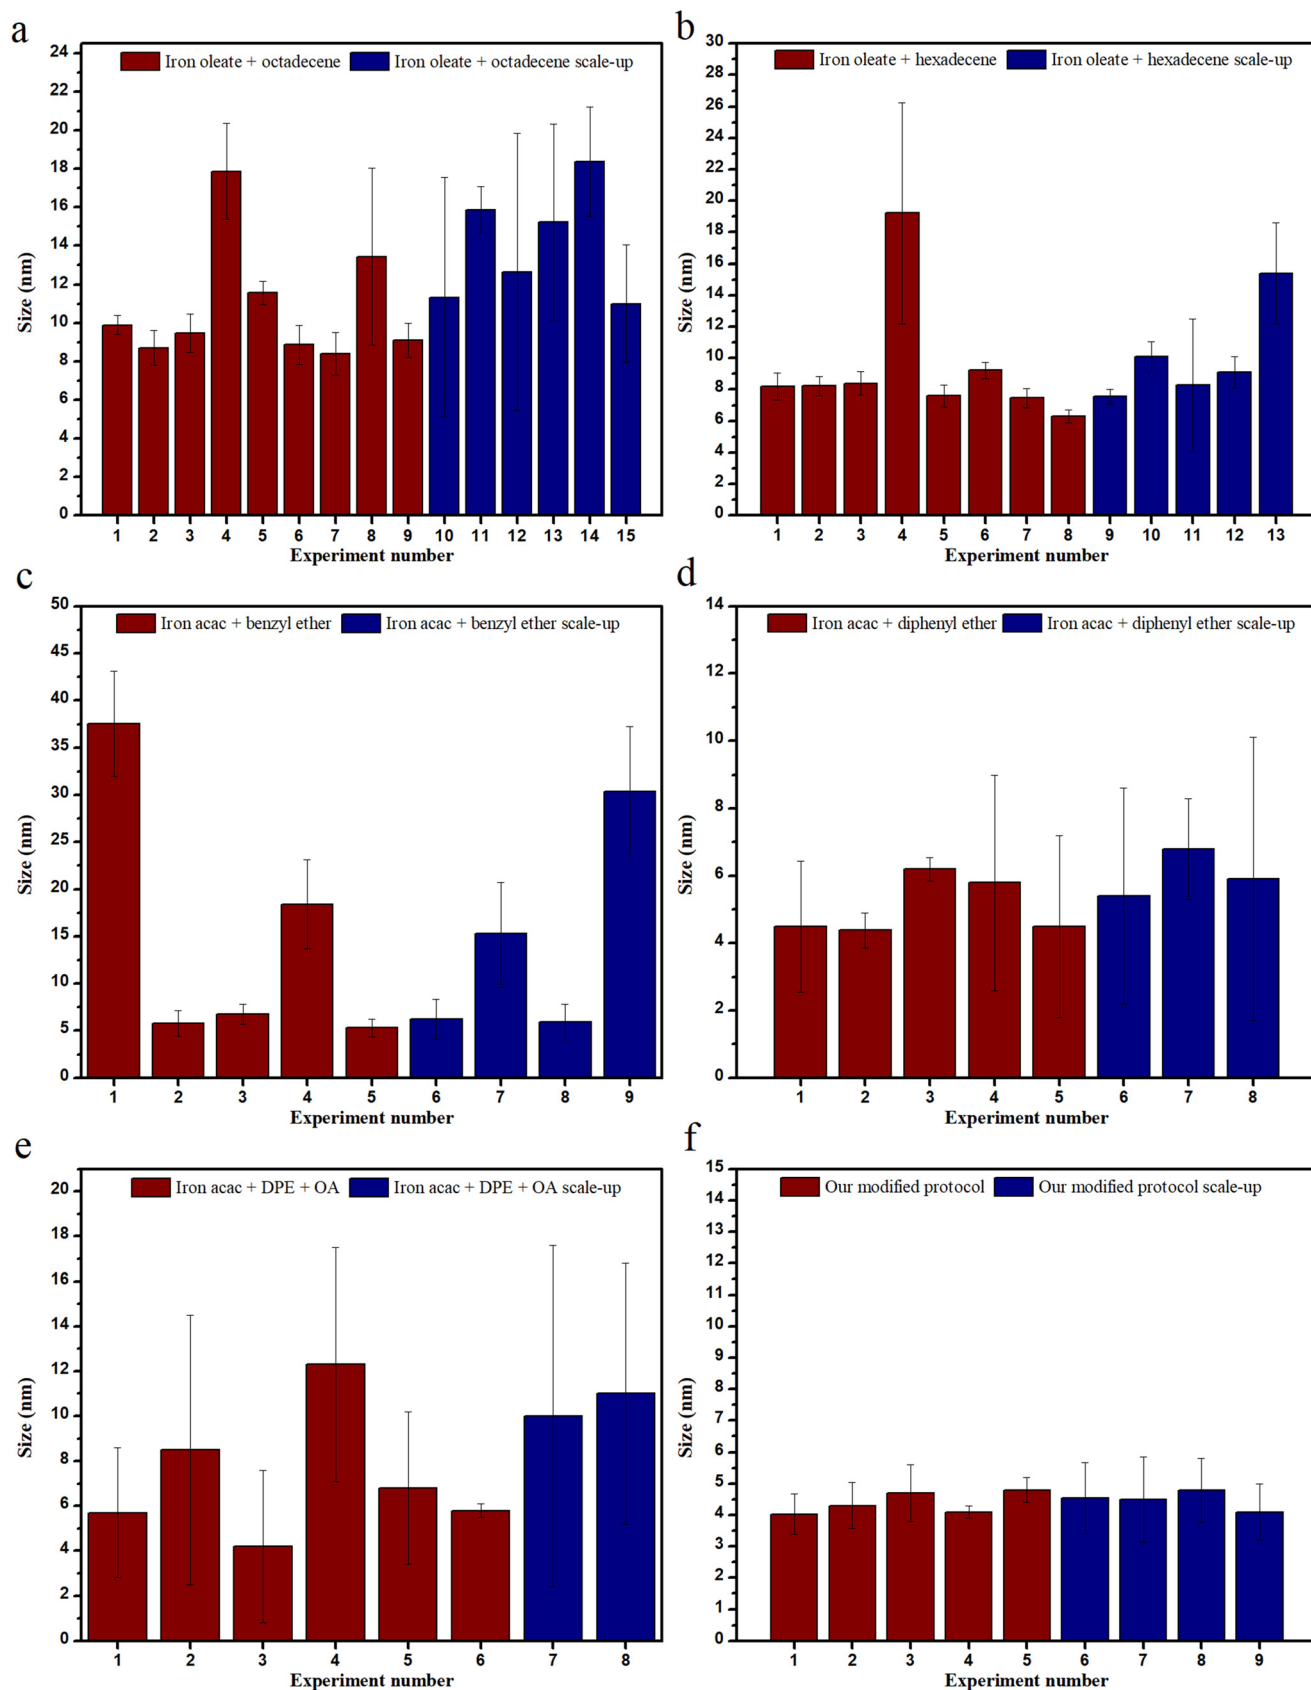 a
Iron oleate + octadecene
Iron oleate + octadecene scale-up
24
22
20
18
16
14
12
10
8
6
4
2
0
Size (nm)
1 2 3 4 5 6 7 8 9 10 11 12 13 14 15
Experiment number
b
Iron oleate + hexadecene
Iron oleate + hexadecene scale-up
30
28
26
24
22
20
18
16
14
12
10
8
6
4
2
0
Size (nm)
1 2 3 4 5 6 7 8 9 10 11 12 13
Experiment number
c
Iron acac + benzyl ether
Iron acac + benzyl ether scale-up
50
45
40
35
30
25
20
15
10
5
0
Size (nm)
1 2 3 4 5 6 7 8 9
Experiment number
d
Iron acac + diphenyl ether
Iron acac + diphenyl ether scale-up
14
12
10
8
6
4
2
0
Size (nm)
1 2 3 4 5 6 7 8
Experiment number
e
Iron acac + DPE + OA
Iron acac + DPE + OA scale-up
20
18
16
14
12
10
8
6
4
2
0
Size (nm)
1 2 3 4 5 6 7 8
Experiment number
f
Our modified protocol
Our modified protocol scale-up
15
14
13
12
11
10
9
8
7
6
5
4
3
2
1
0
Size (nm)
1 2 3 4 5 6 7 8 9
Experiment number